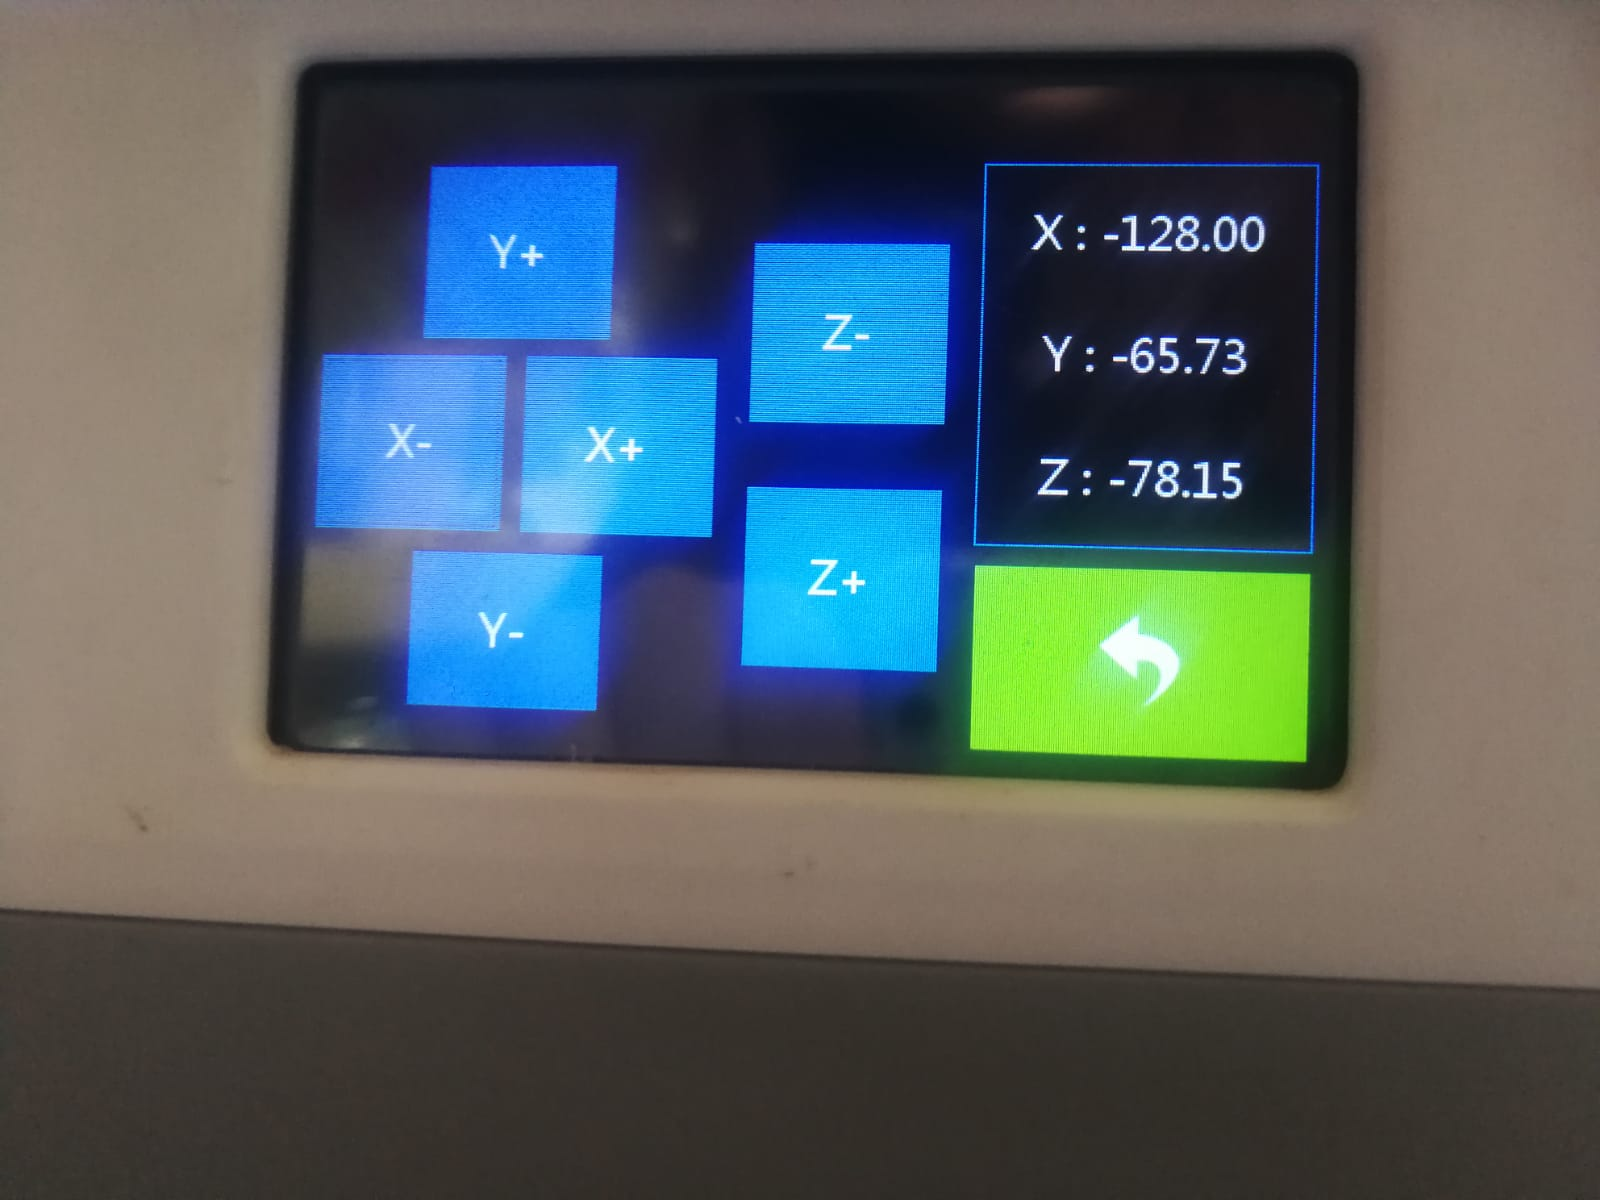 Y+
X-
X+
Y-
Z-
Z+
X : -128.00
Y : -65.73
Z : -78.15